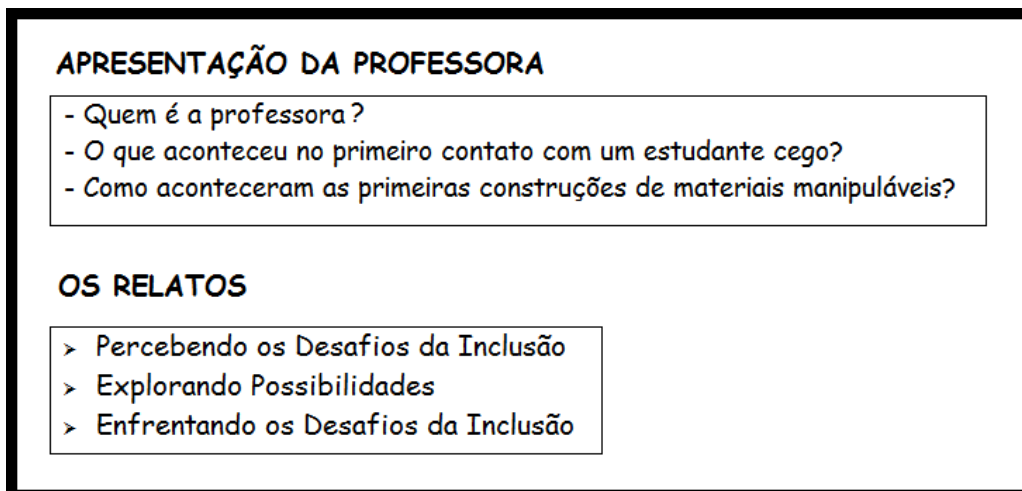 APRESENTAÇÃO DA PROFESSORA
- Quem é a professora?
- O que aconteceu no primeiro contato com um estudante cego?
- Como aconteceram as primeiras construções de materiais manipuláveis?
OS RELATOS
➢ Percebendo os Desafios da Inclusão
➢ Explorando Possibilidades
➢ Enfrentando os Desafios da Inclusão